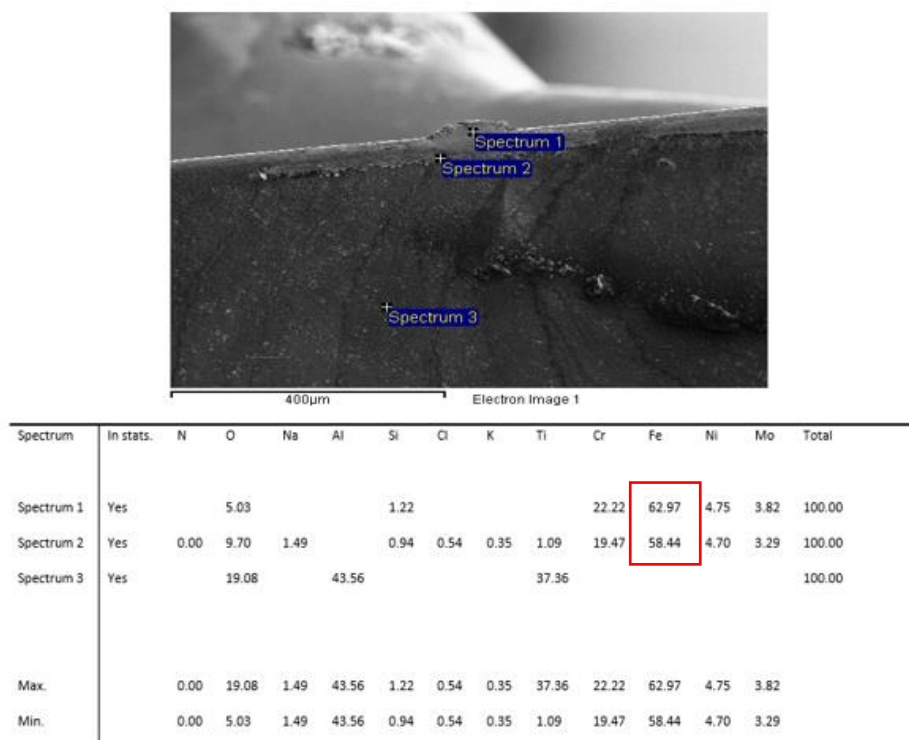 Spectrum 1
Spectrum 2
Spectrum 3
400µm Electron Image 1
Spectrum In stats. N O Na Al Si Cl K Ti Cr Fe Ni Mo Total
Spectrum 1 Yes 5.03 1.22 22.22 62.97 4.75 3.82 100.00
Spectrum 2 Yes 0.00 9.70 1.49 0.94 0.54 0.35 1.09 19.47 58.44 4.70 3.29 100.00
Spectrum 3 Yes 19.08 43.56 37.36 100.00
Max. 0.00 19.08 1.49 43.56 1.22 0.54 0.35 37.36 22.22 62.97 4.75 3.82
Min. 0.00 5.03 1.49 43.56 0.94 0.54 0.35 1.09 19.47 58.44 4.70 3.29